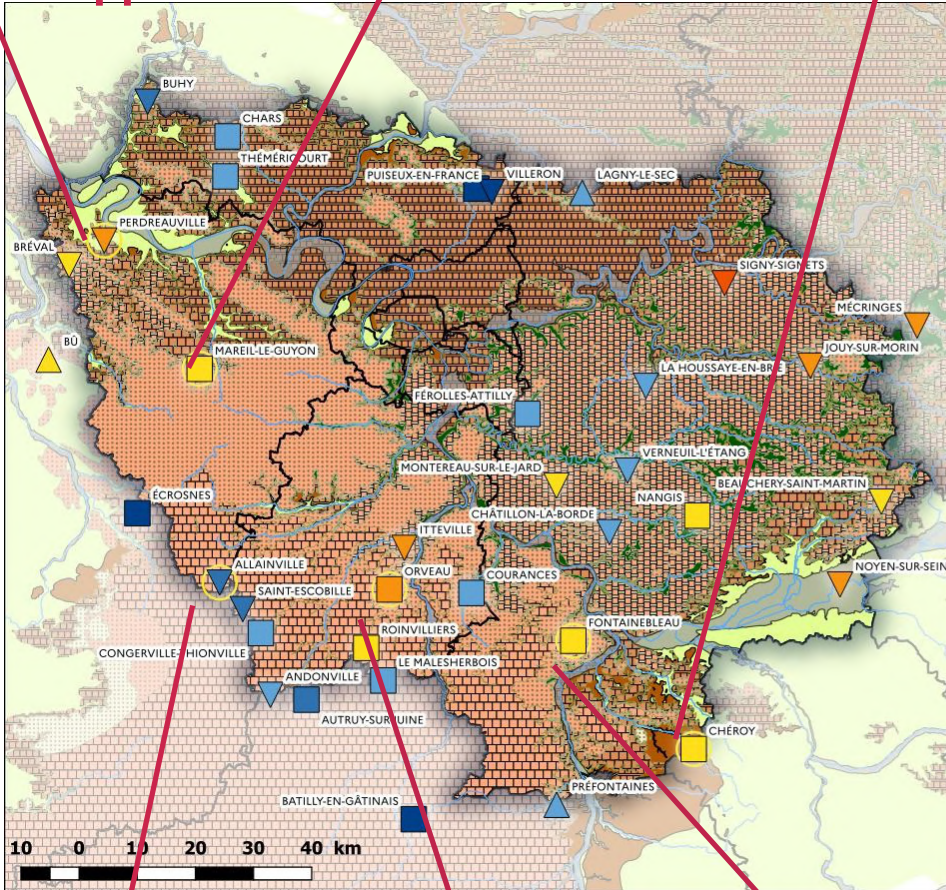 BUHY
CHARS
THÉMÉRICOURT
PUISEUX-EN-FRANCE
VILLERON
LAGNY-LE-SEC
PERDREAUVILLE
BRÉVAL
SIGNY-SIGNETS
MÉCRINGES
BÛ
MAREIL-LE-GUYON
JOUY-SUR-MORIN
LA HOUSSAYE-EN-BRIE
FÉROLLES-ATTILLY
VERNEUIL-L'ÉTANG
MONTEREAU-SUR-LE-JARD
BEAUCHERY-SAINT-MARTIN
ÉCROSNES
NANGIS
CHÂTILLON-LA-BORDE
ITTEVILLE
ALLAINVILLE
ORVEAU
COURANCES
NOYEN-SUR-SEIN
SAINT-ESCOBILLE
FONTAINEBLEAU
ROINVILLIERS
CONGERVILLE-THIONVILLE
LE MALESHERBOIS
ANDONVILLE
AUTRUY-SUR-JUINE
CHÉROY
PRÉFONTAINES
BATILLY-EN-GÂTINAIS
10 0 10 20 30 40 km